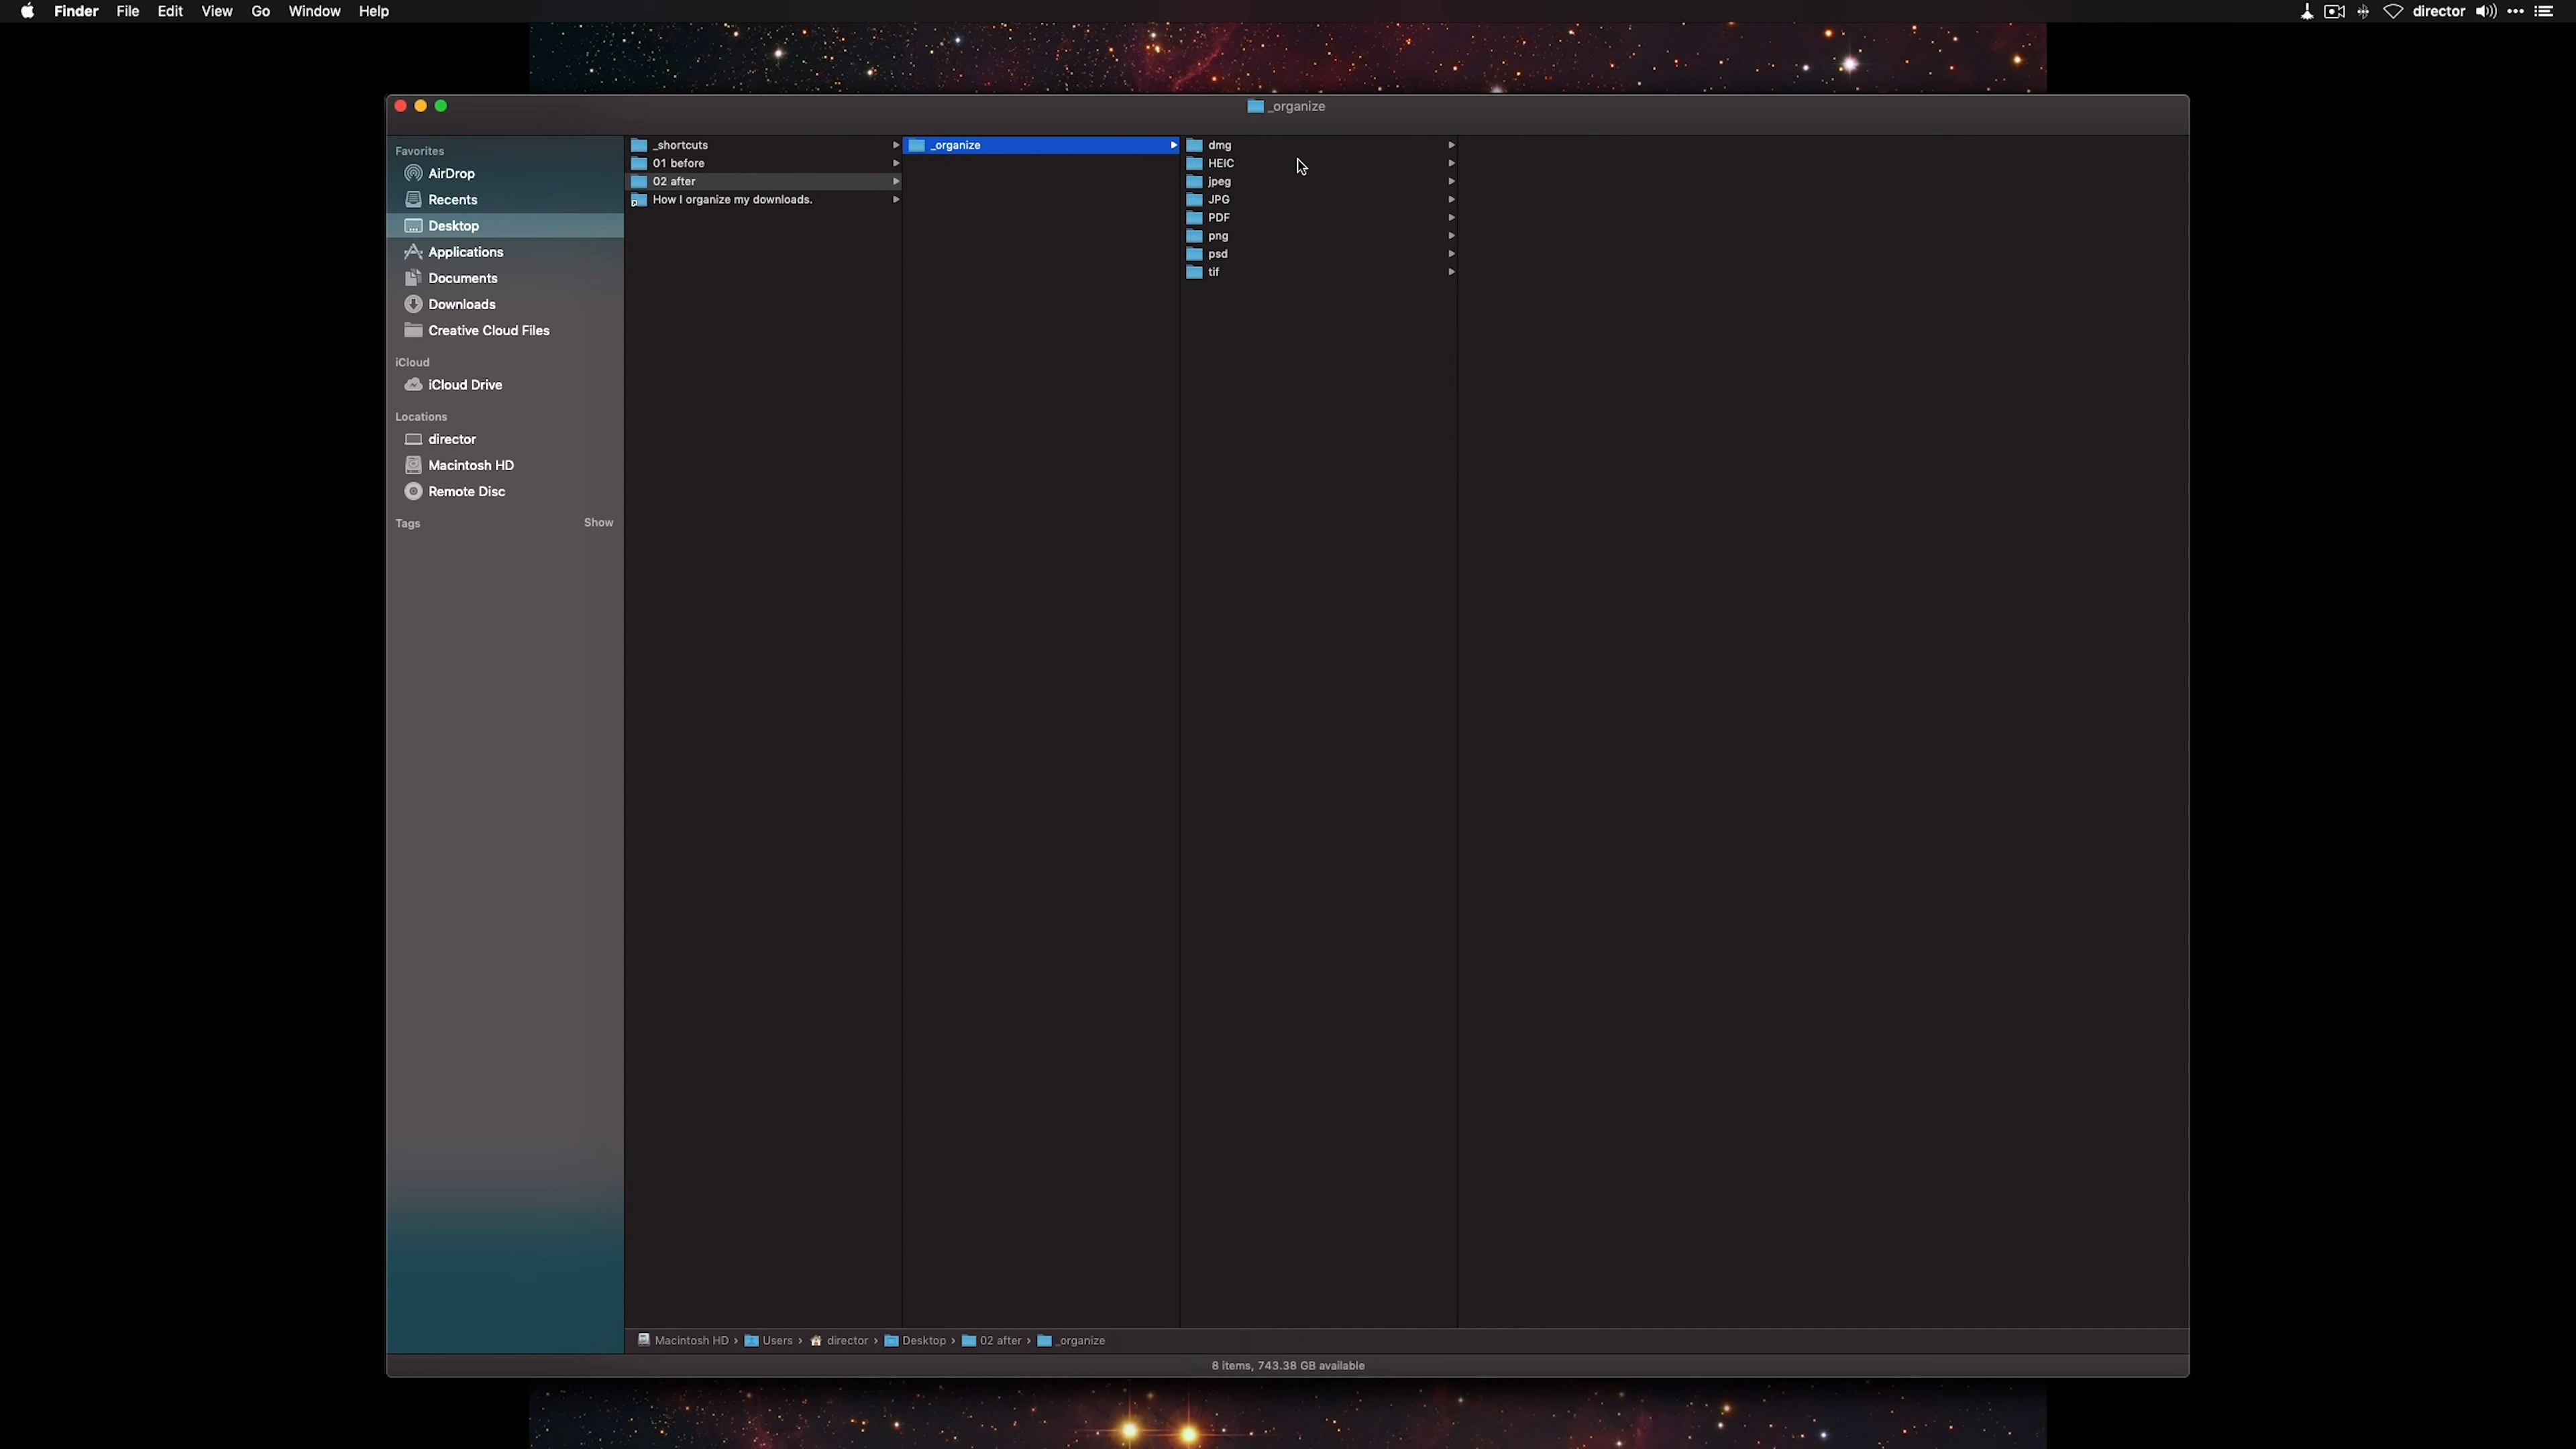 Finder File Edit View Go Window Help director
_organize
Favorites
AirDrop
Recents
Desktop
Applications
Documents
Downloads
Creative Cloud Files
iCloud
iCloud Drive
Locations
director
Macintosh HD
Remote Disc
Tags Show
_shortcuts
01 before
02 after
How I organize my downloads.
_organize
dmg
HEIC
jpeg
JPG
PDF
png
psd
tif
Macintosh HD › Users › director › Desktop › 02 after › _organize
8 items, 743.38 GB available